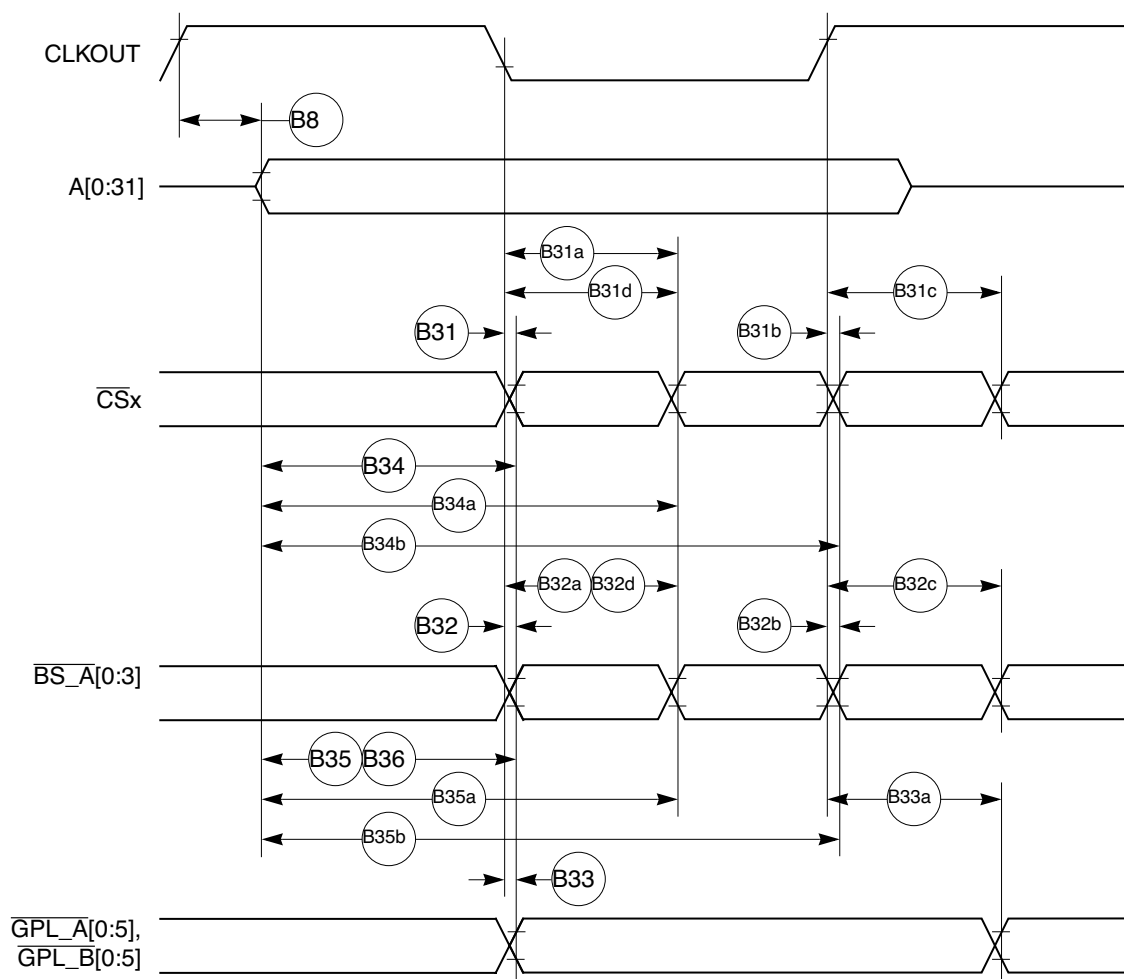 CLKOUT
B8
A[0:31]
B31a
B31d
B31c
B31
B31b
CSx
B34
B34a
B34b
B32a
B32d
B32c
B32
B32b
BS_A[0:3]
B35
B36
B35a
B33a
B35b
B33
GPL_A[0:5],
GPL_B[0:5]